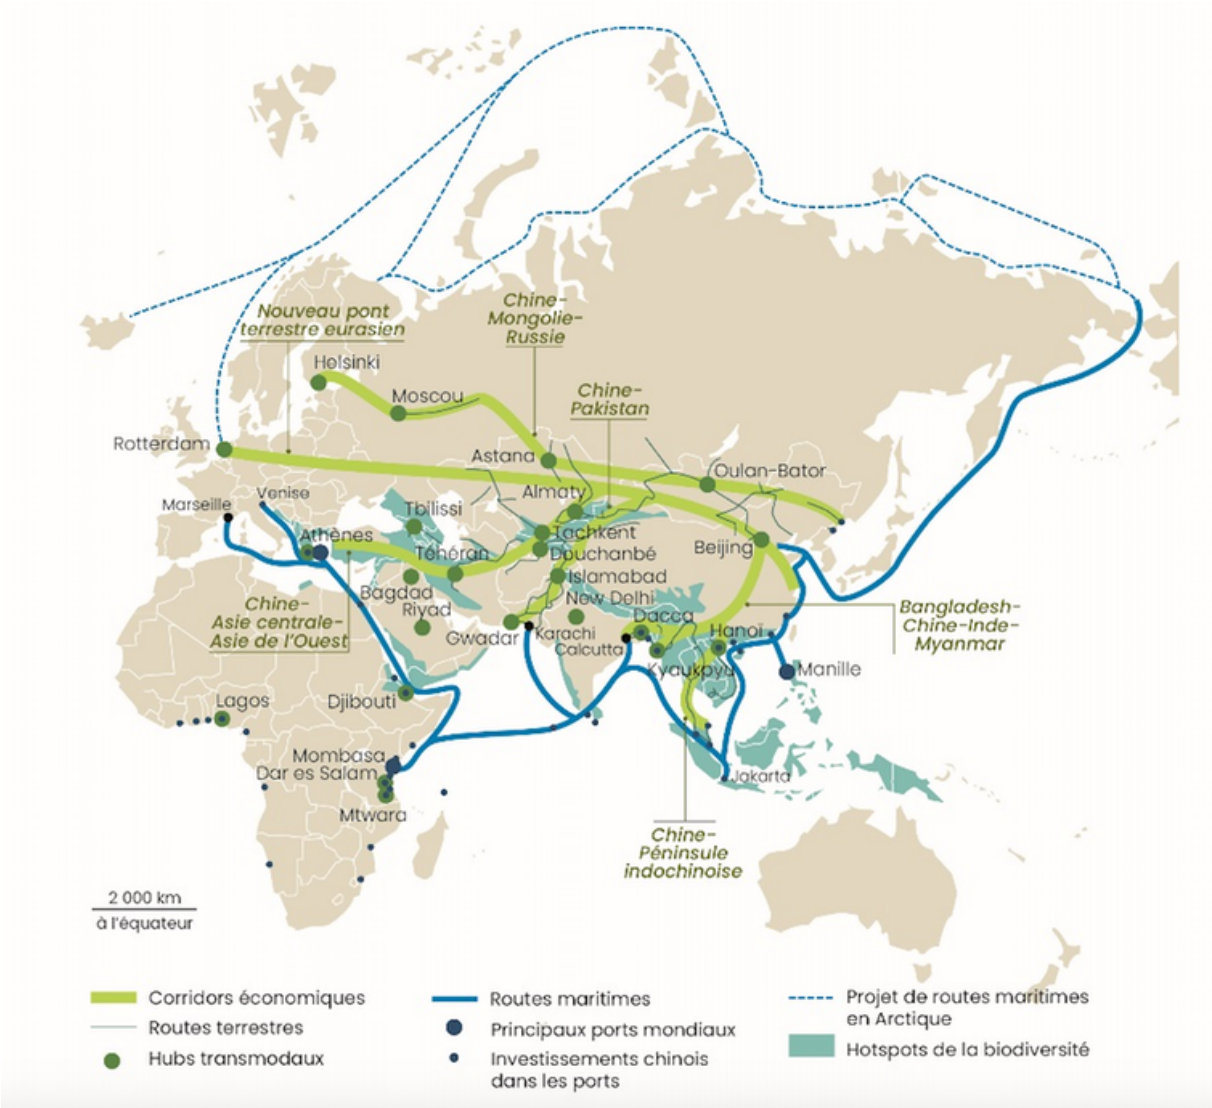 Nouveau pont
terrestre eurasien
Chine-
Mongolie-
Russie
Helsinki
Moscou
Chine-
Pakistan
Rotterdam
Astana
Oulan-Bator
Marseille
Venise
Almaty
Tbilissi
Athènes
Tachkent
Beijing
Téhéran
Douchanbé
Bagdad
Islamabad
Riyad
New Delhi
Chine-
Asie centrale-
Asie de l'Ouest
Gwadar
Karachi
Dacca
Calcutta
Hanoï
Bangladesh-
Chine-Inde-
Myanmar
Kyaukpyu
Manille
Lagos
Djibouti
Mombasa
Dar es Salam
Jakarta
Mtwara
Chine-
Péninsule
indochinoise
2 000 km
à l'équateur
Corridors économiques
Routes terrestres
Hubs transmodaux
Routes maritimes
Principaux ports mondiaux
Investissements chinois
dans les ports
Projet de routes maritimes
en Arctique
Hotspots de la biodiversité